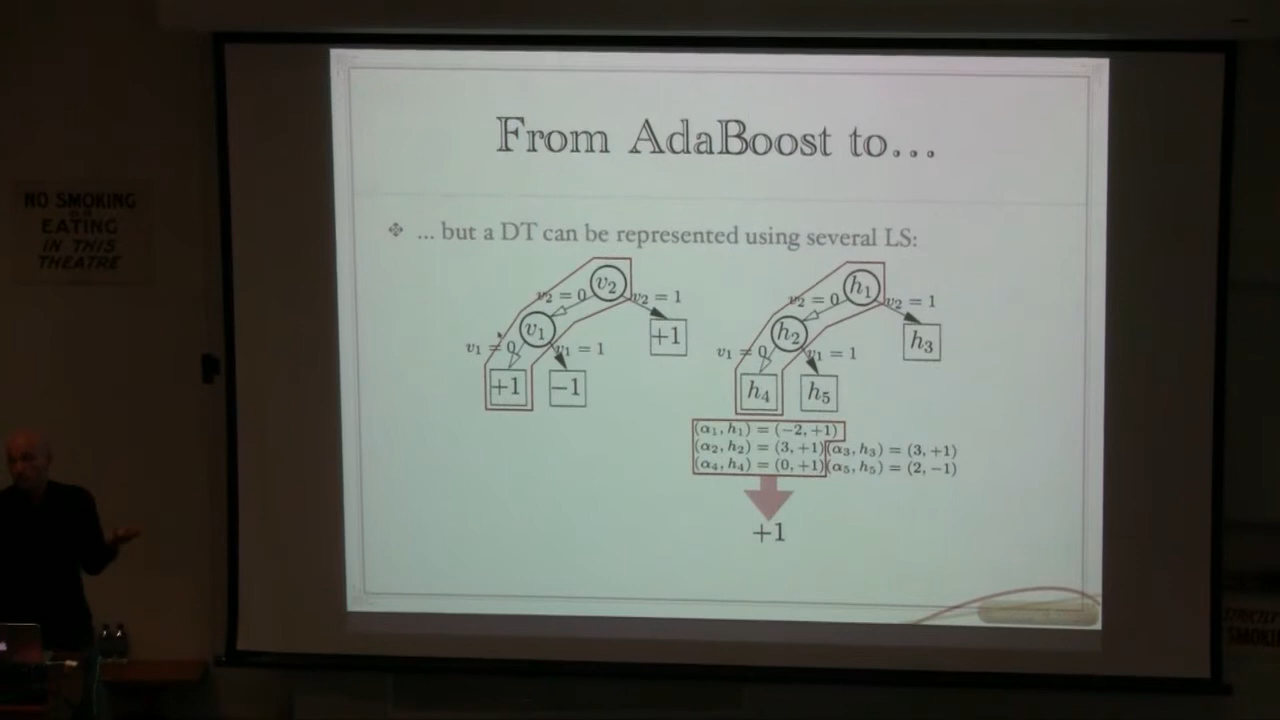 NO SMOKING
OR
EATING
IN THIS
THEATRE
From AdaBoost to...
❖ ... but a DT can be represented using several LS:
v₂
v₂ = 0
v₂ = 1
v₁
+1
v₁ = 0
v₁ = 1
+1
−1
h₁
v₂ = 0
v₂ = 1
h₂
h₃
v₁ = 0
v₁ = 1
h₄
h₅
(α₁, h₁) = (−2, +1)
(α₂, h₂) = (3, +1) (α₃, h₃) = (3, +1)
(α₄, h₄) = (0, +1) (α₅, h₅) = (2, −1)
+1
STRICTLY
SMOKE